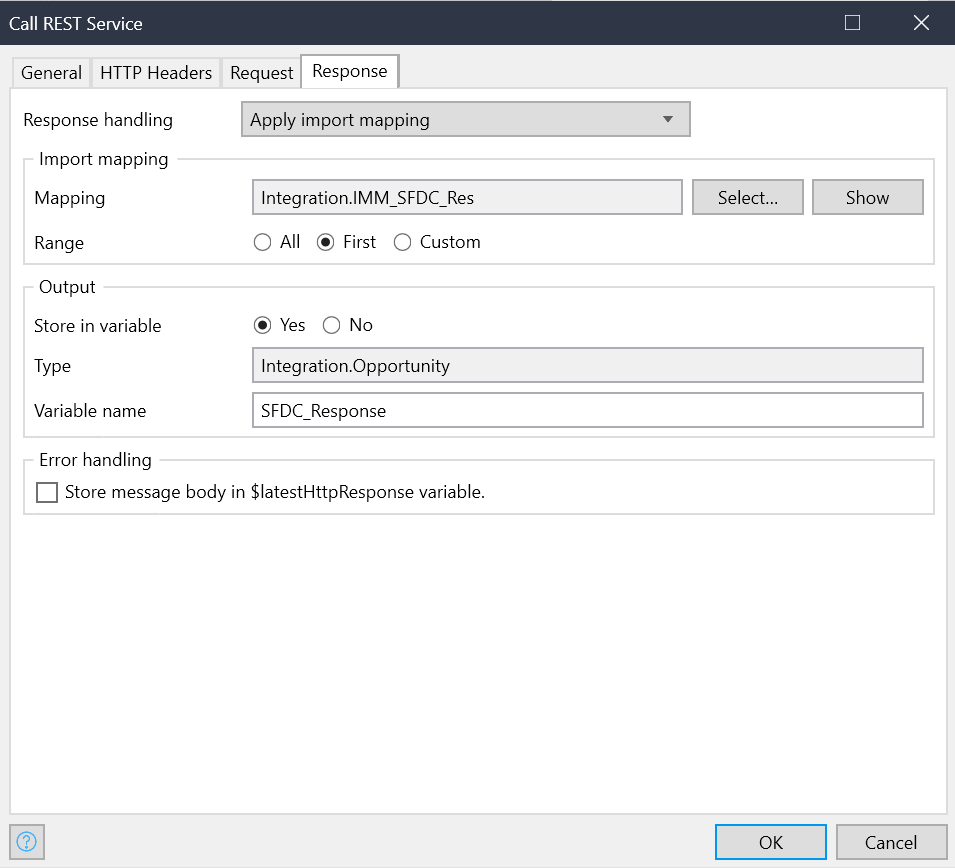 Call REST Service
General HTTP Headers Request Response
Response handling Apply import mapping
Import mapping
Mapping Integration.IMM_SFDC_Res Select... Show
Range All First Custom
Output
Store in variable Yes No
Type Integration.Opportunity
Variable name SFDC_Response
Error handling
Store message body in $latestHttpResponse variable.
? OK Cancel